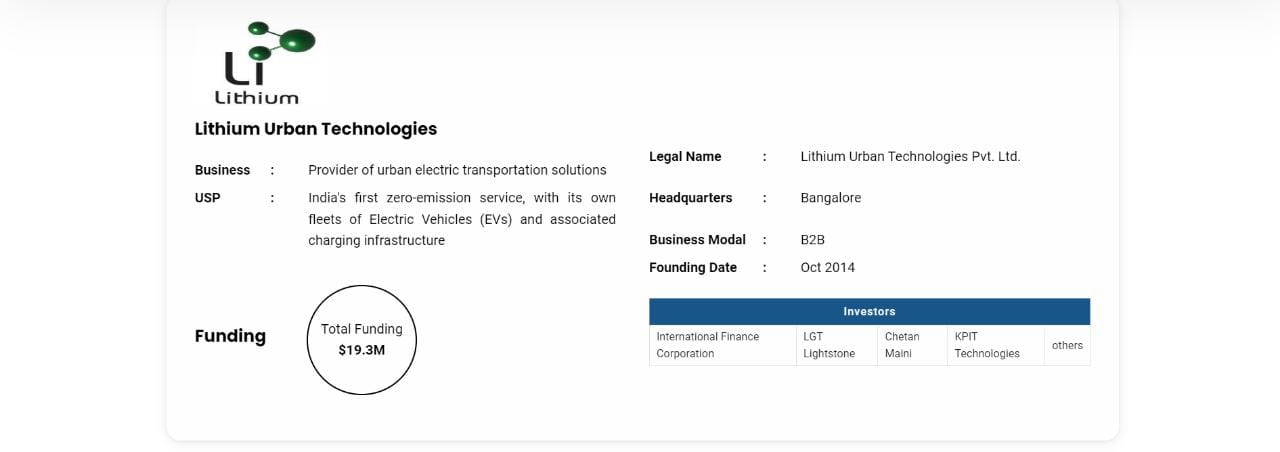 Li
Lithium
Lithium Urban Technologies
Business : Provider of urban electric transportation solutions
USP : India's first zero-emission service, with its own
fleets of Electric Vehicles (EVs) and associated
charging infrastructure
Funding
Total Funding
$19.3M
Legal Name : Lithium Urban Technologies Pvt. Ltd.
Headquarters : Bangalore
Business Modal : B2B
Founding Date : Oct 2014
Investors
International Finance
Corporation
LGT
Lightstone
Chetan
Maini
KPIT
Technologies
others